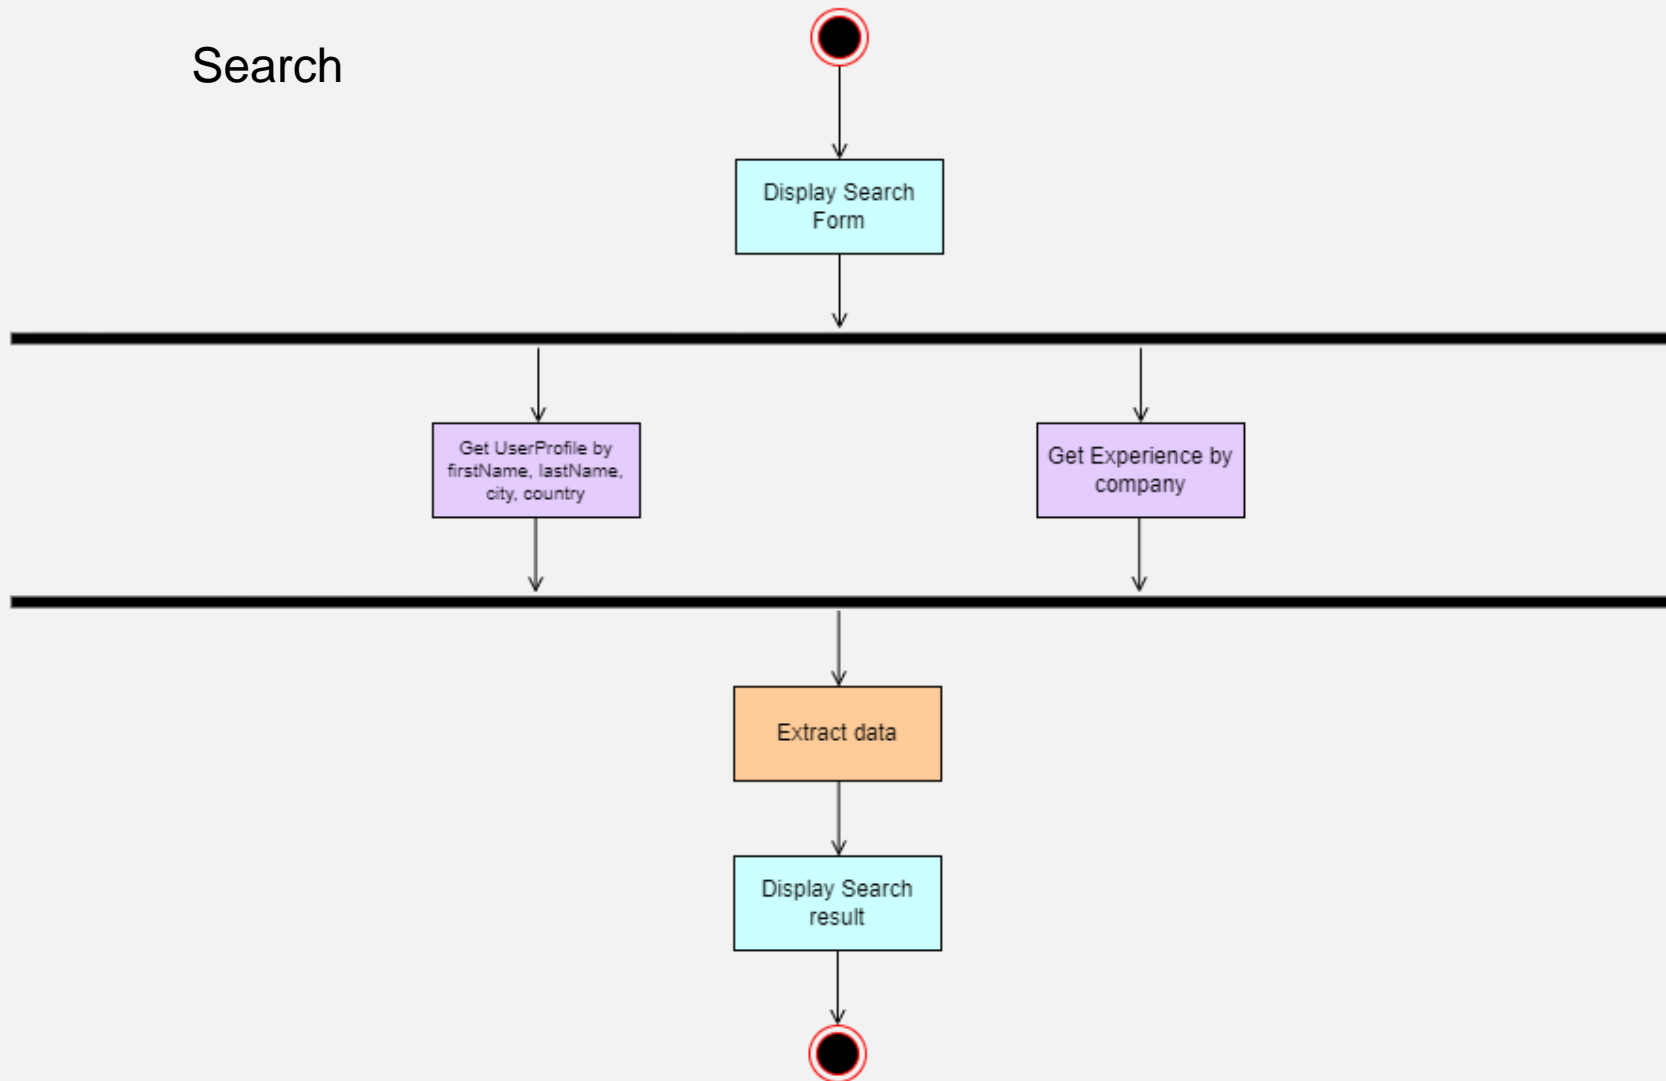 Search
Display Search
Form
Get UserProfile by
firstName, lastName,
city, country
Get Experience by
company
Extract data
Display Search
result